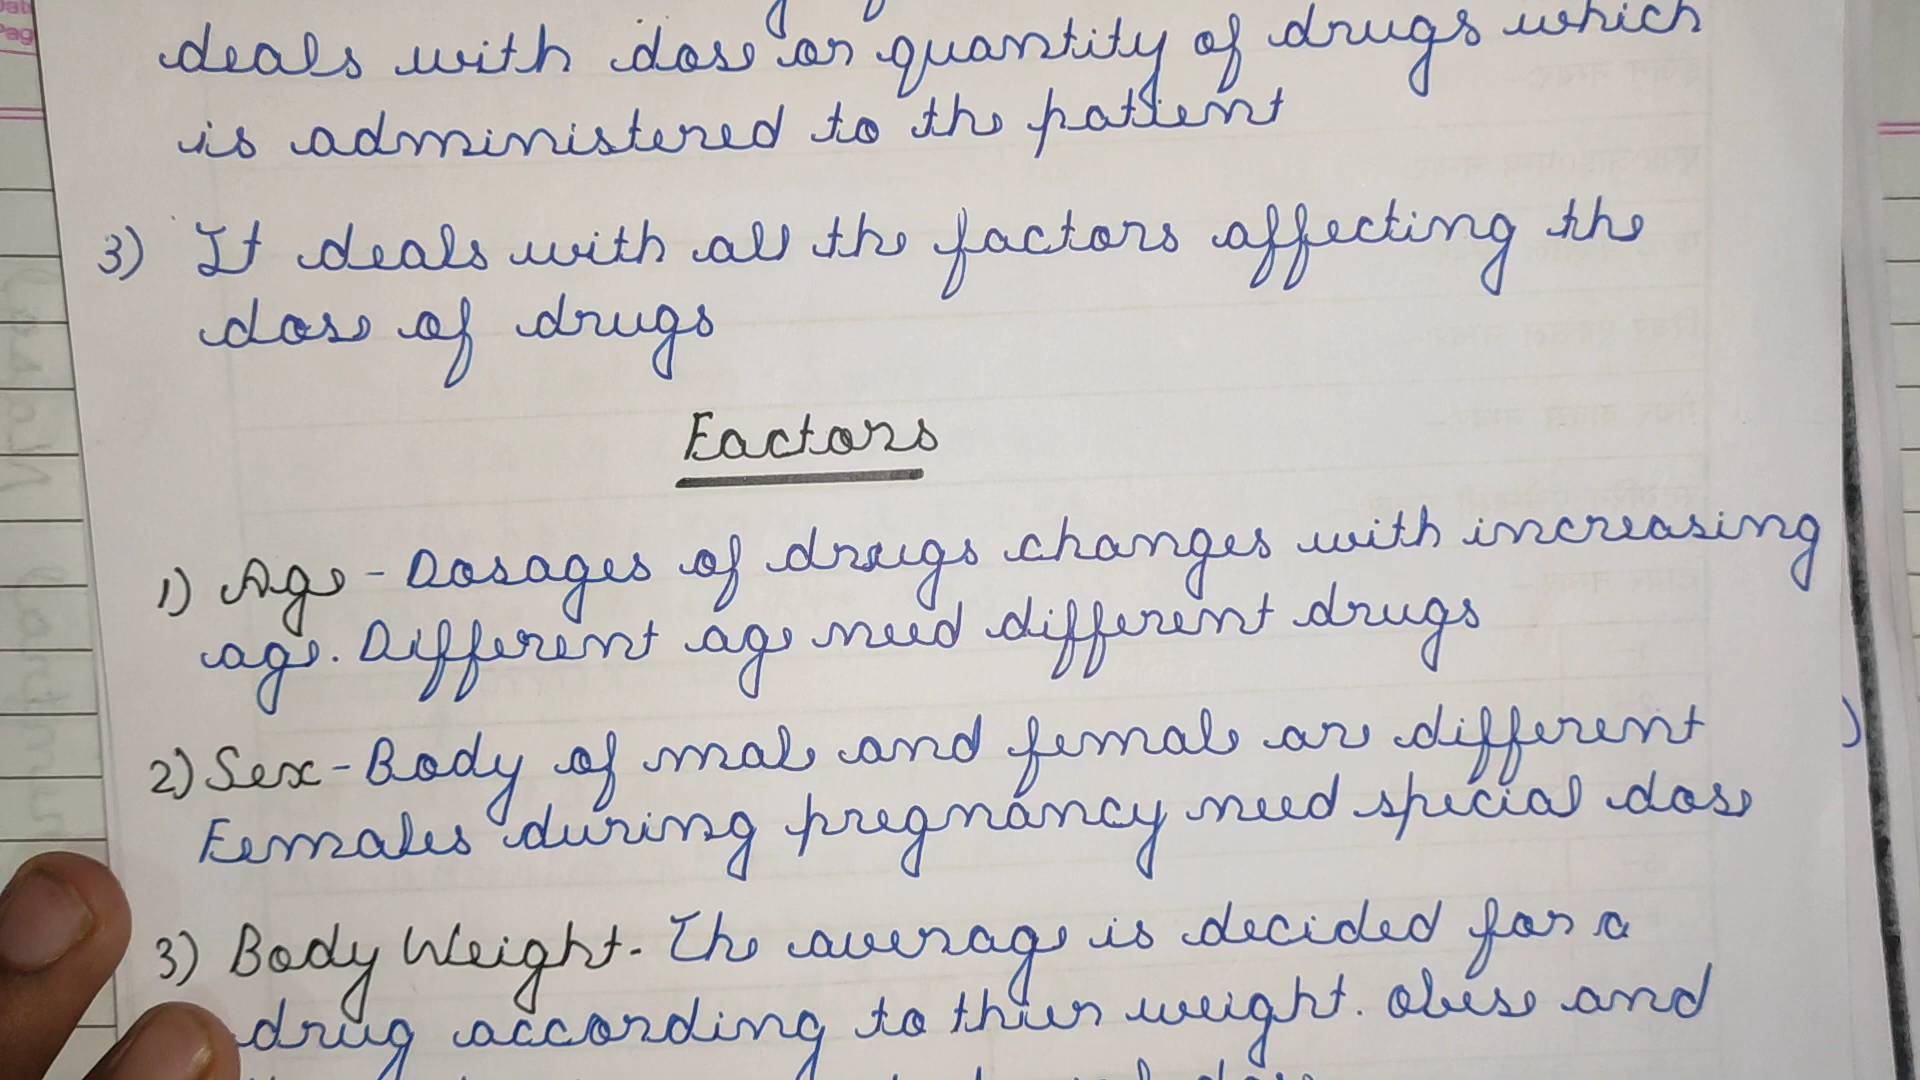 deals with dose or quantity of drugs which
is administered to the patient
3) It deals with all the factors affecting the
dose of drugs
Factors
1) Age - Dosages of drugs changes with increasing
age. Different age need different drugs
2) Sex - Body of male and female are different
Females during pregnancy need special dose
3) Body Weight - The average is decided for a
drug according to thier weight. Obese and